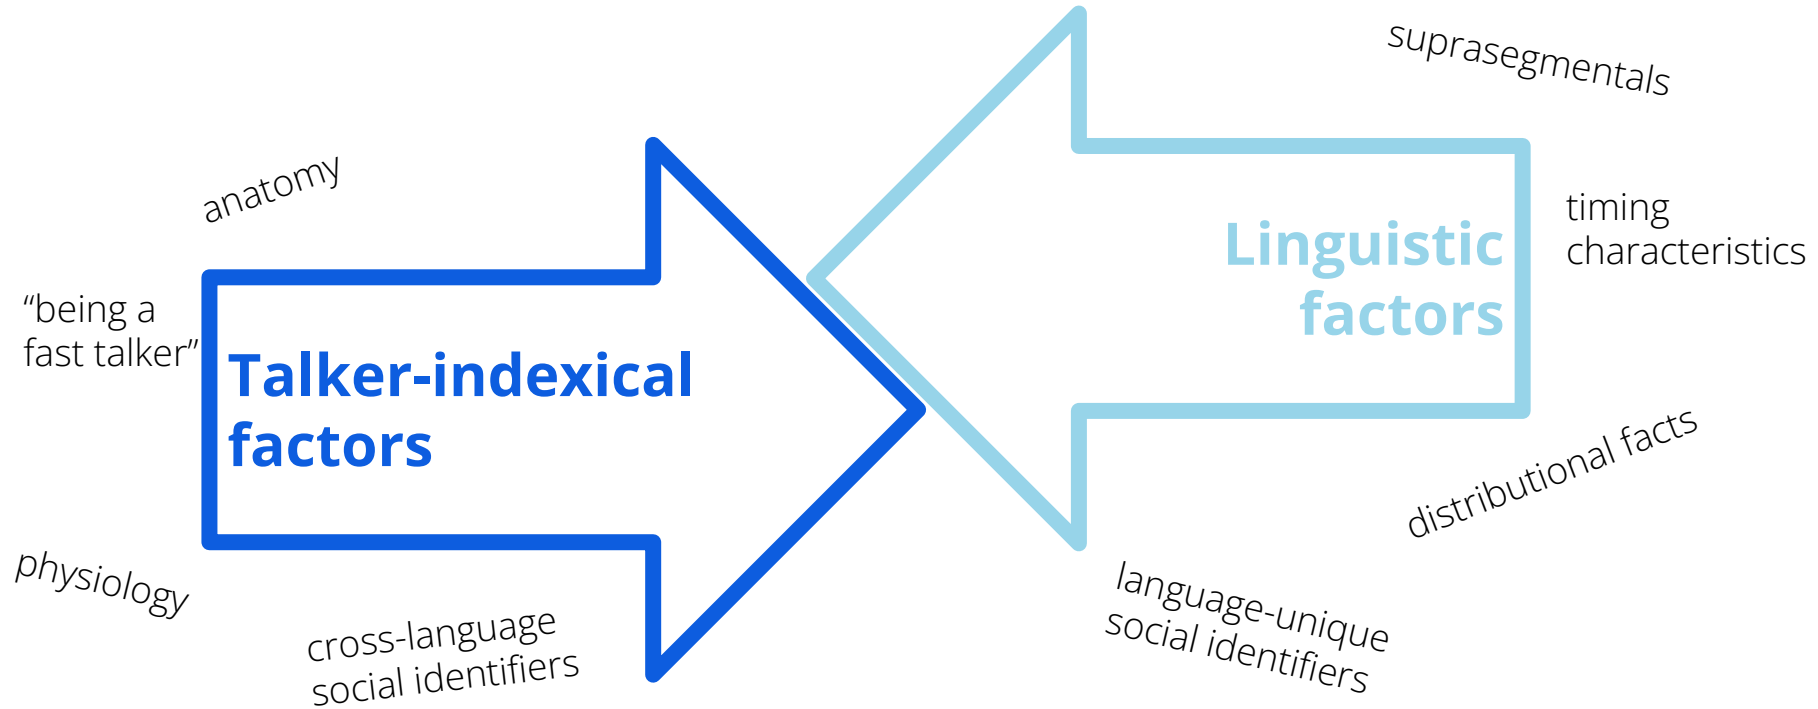 anatomy
“being a
fast talker”
Talker-indexical
factors
physiology
cross-language
social identifiers
suprasegmentals
timing
characteristics
Linguistic
factors
distributional facts
language-unique
social identifiers